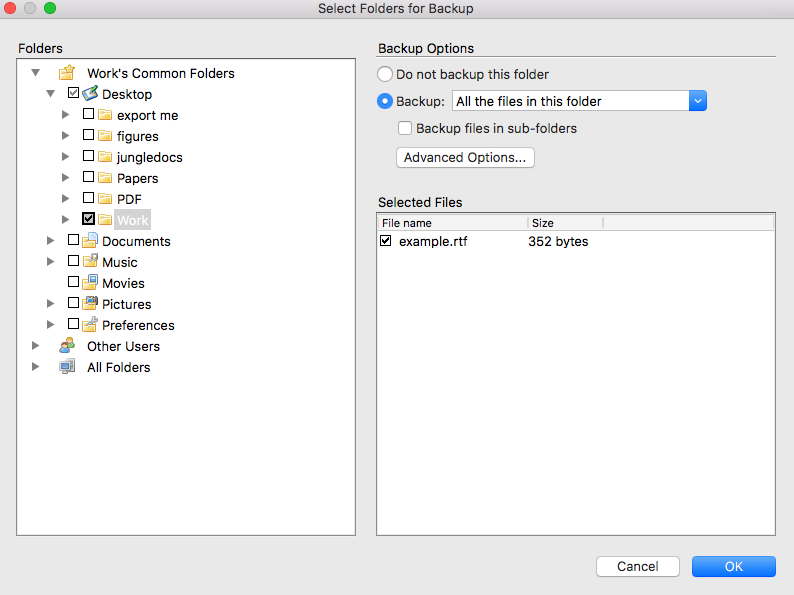 Select Folders for Backup
Folders
Work's Common Folders
Desktop
export me
figures
jungledocs
Papers
PDF
Work
Documents
Music
Movies
Pictures
Preferences
Other Users
All Folders
Backup Options
Do not backup this folder
Backup: All the files in this folder
Backup files in sub-folders
Advanced Options...
Selected Files
File name Size
example.rtf 352 bytes
Cancel OK